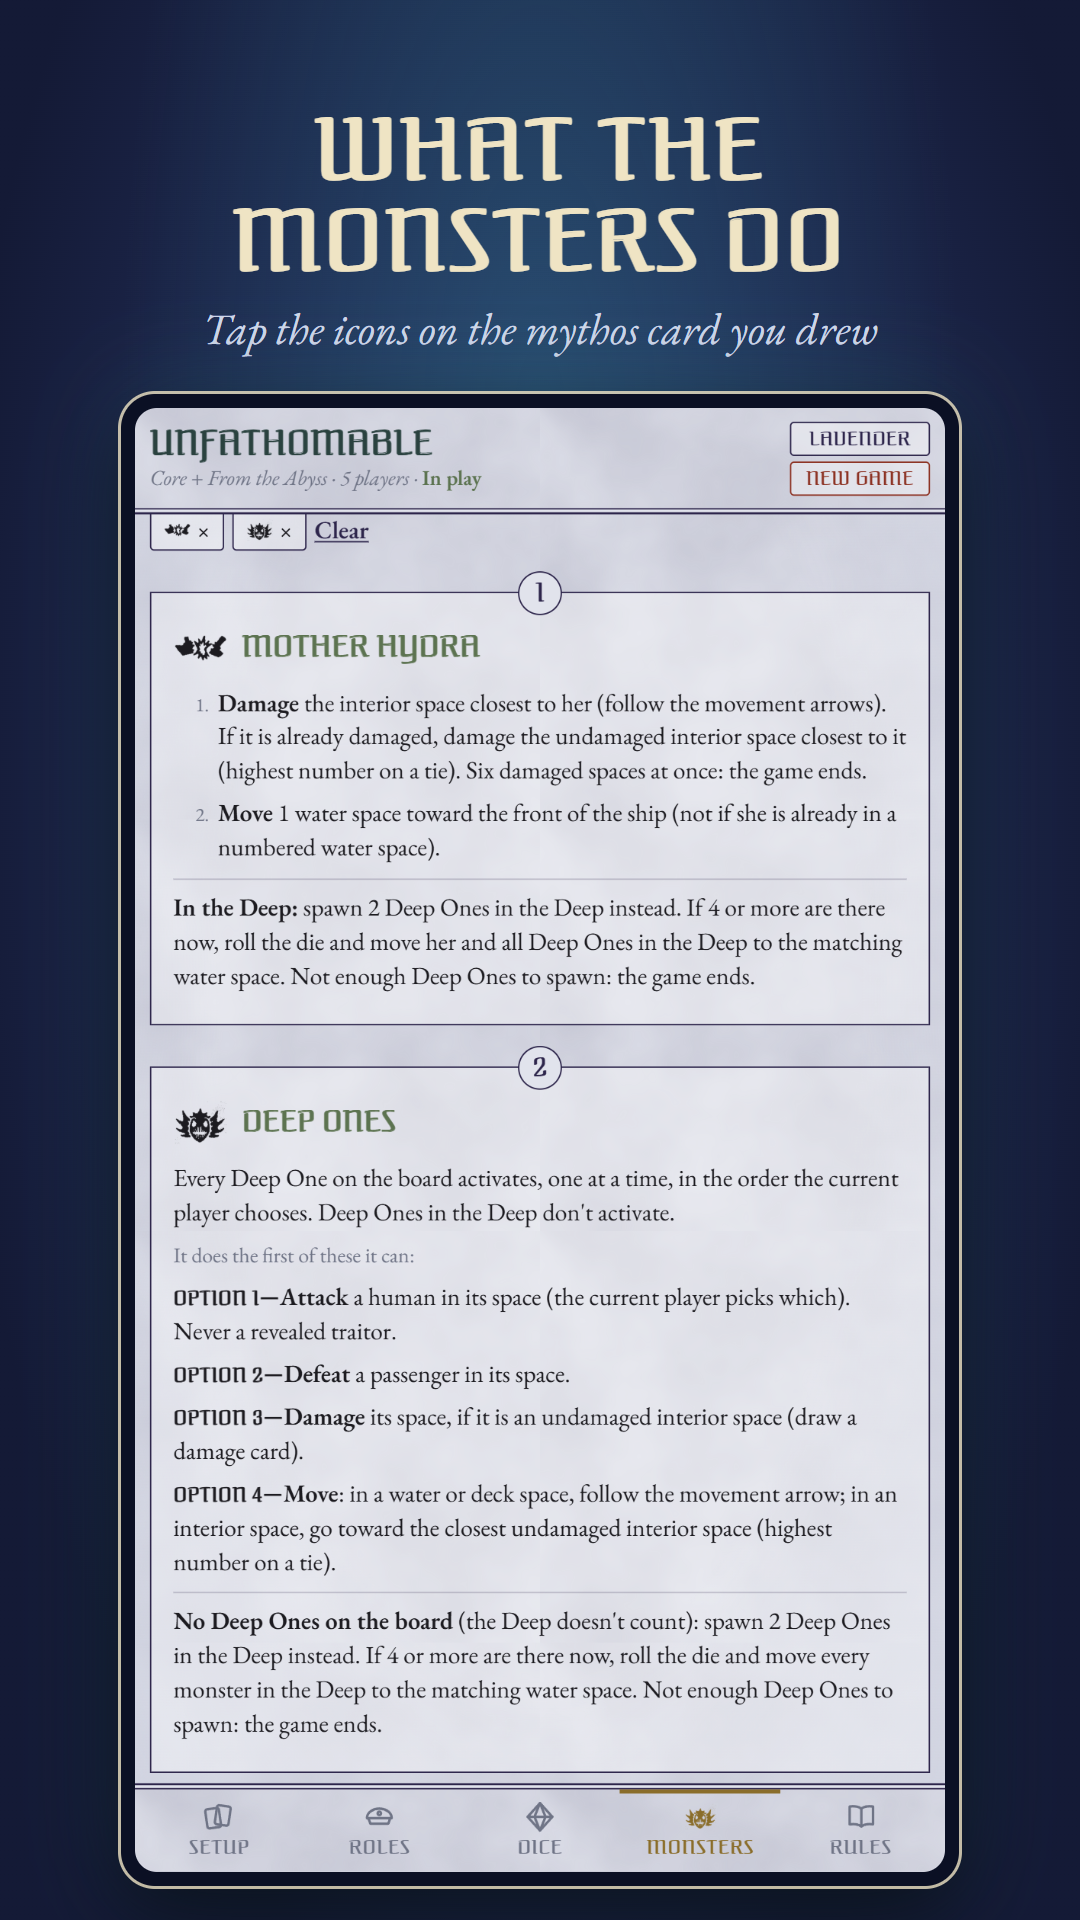 WHAT THE
MONSTERS DO
Tap the icons on the mythos card you drew
UNFATHOMABLE
Core + From the Abyss · 5 players · In play
LAVENDER
NEW GAME
× × Clear
1
MOTHER HYDRA
1. Damage the interior space closest to her (follow the movement arrows).
If it is already damaged, damage the undamaged interior space closest to it
(highest number on a tie). Six damaged spaces at once: the game ends.
2. Move 1 water space toward the front of the ship (not if she is already in a
numbered water space).
In the Deep: spawn 2 Deep Ones in the Deep instead. If 4 or more are there
now, roll the die and move her and all Deep Ones in the Deep to the matching
water space. Not enough Deep Ones to spawn: the game ends.
2
DEEP ONES
Every Deep One on the board activates, one at a time, in the order the current
player chooses. Deep Ones in the Deep don't activate.
It does the first of these it can:
OPTION 1—Attack a human in its space (the current player picks which).
Never a revealed traitor.
OPTION 2—Defeat a passenger in its space.
OPTION 3—Damage its space, if it is an undamaged interior space (draw a
damage card).
OPTION 4—Move: in a water or deck space, follow the movement arrow; in an
interior space, go toward the closest undamaged interior space (highest
number on a tie).
No Deep Ones on the board (the Deep doesn't count): spawn 2 Deep Ones
in the Deep instead. If 4 or more are there now, roll the die and move every
monster in the Deep to the matching water space. Not enough Deep Ones to
spawn: the game ends.
SETUP
ROLES
DICE
MONSTERS
RULES